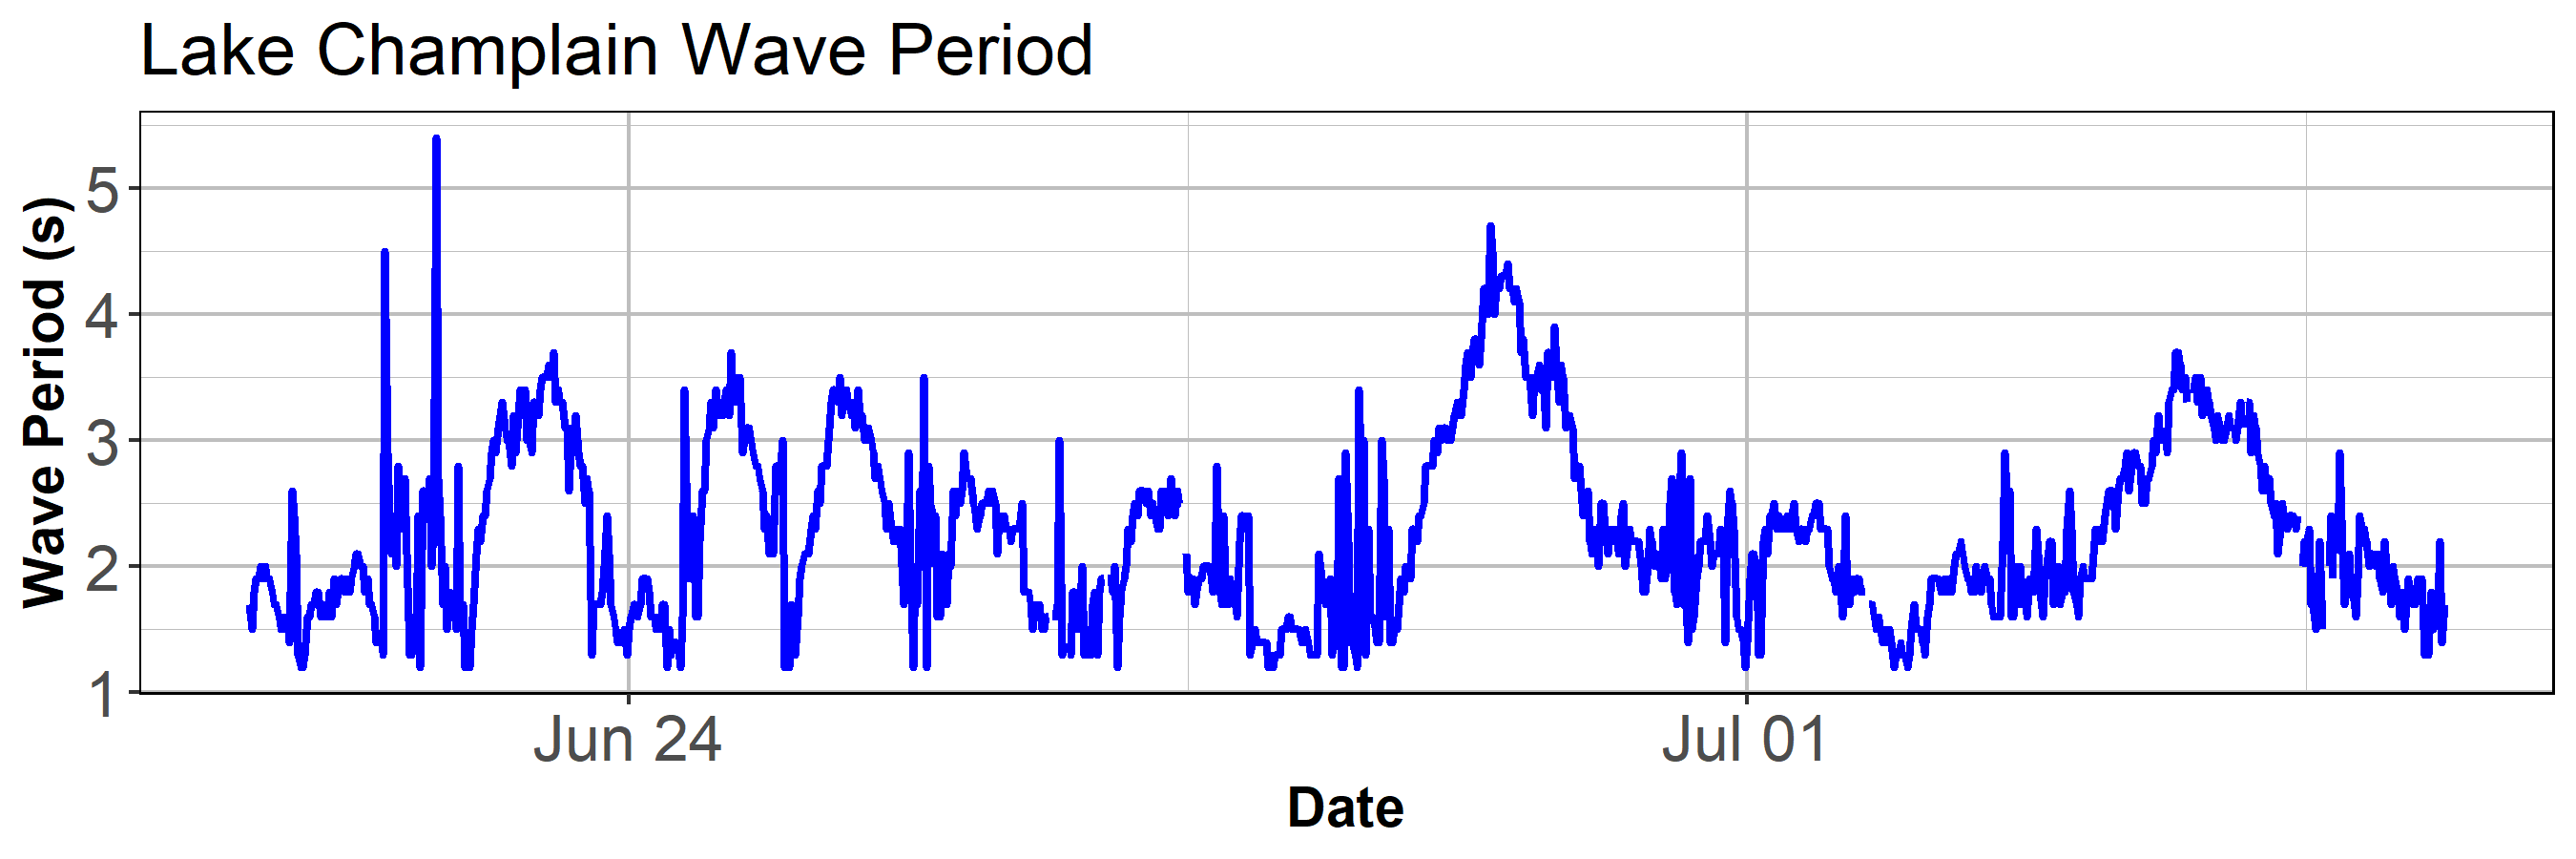 Lake Champlain Wave Period
Wave Period (s)
5
4
3
2
1
Jun 24
Jul 01
Date